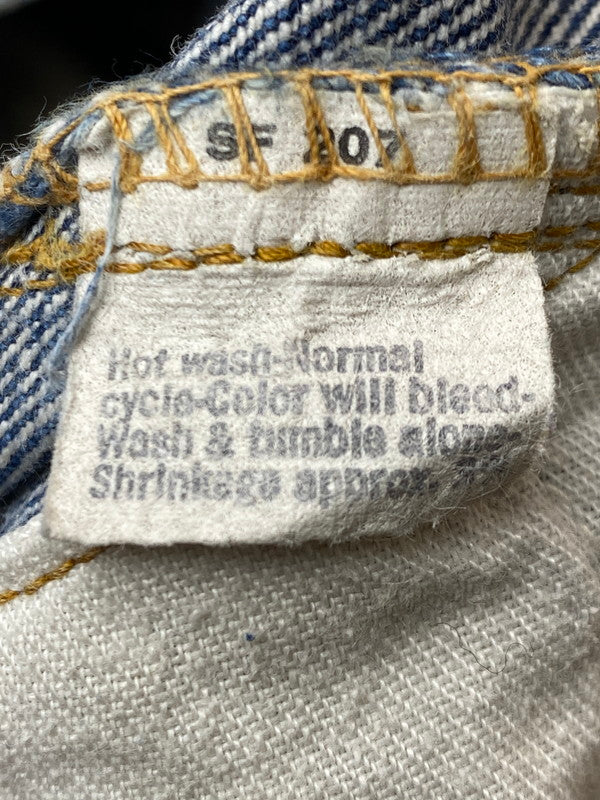 SF 207
Hot wash-Normal
cycle-Color will bleed-
Wash & tumble alone
Shrinkage approx.